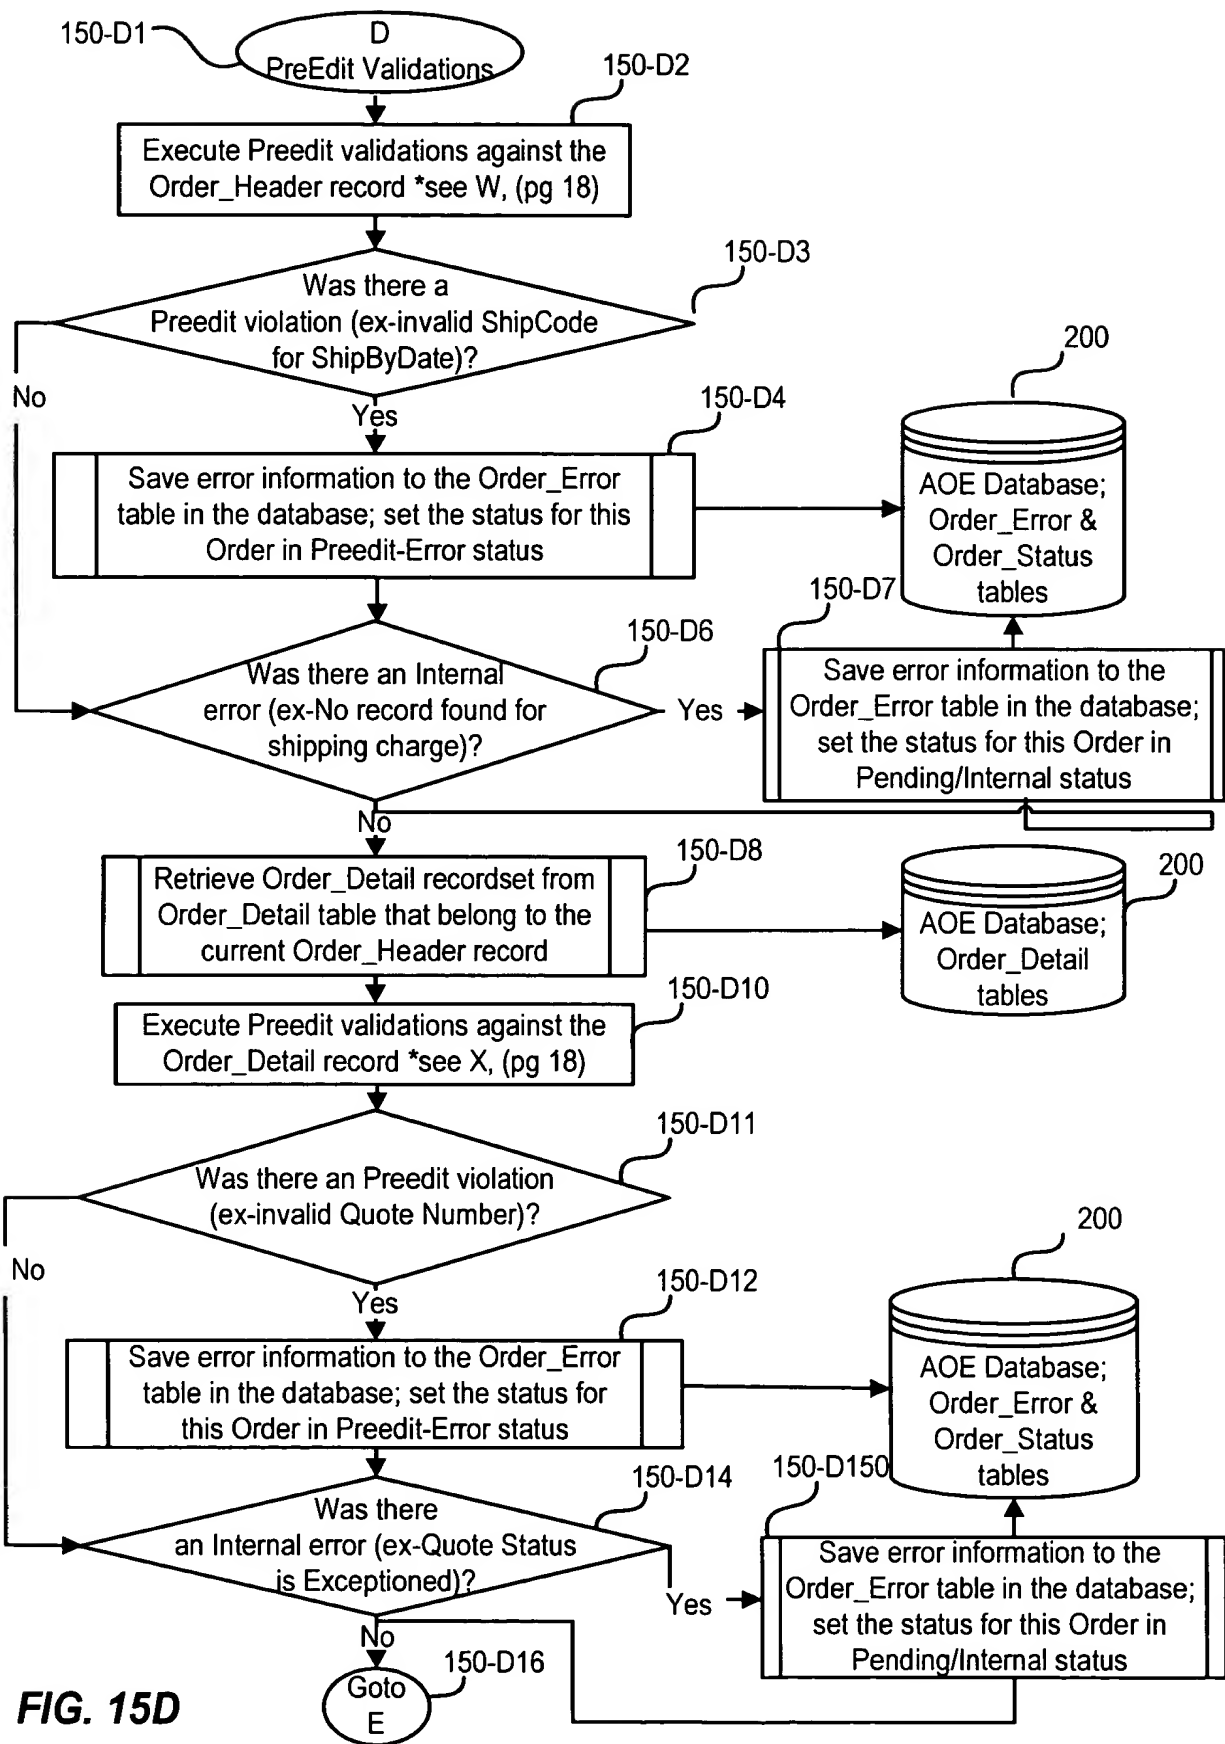 150-D1
D
PreEdit Validations
150-D2
Execute Preedit validations against the
Order_Header record *see W, (pg 18)
150-D3
Was there a
Preedit violation (ex-invalid ShipCode
for ShipByDate)?
No
Yes
150-D4
200
Save error information to the Order_Error
table in the database; set the status for this
Order in Preedit-Error status
AOE Database;
Order_Error &
Order_Status
tables
150-D6
150-D7
Was there an Internal
error (ex-No record found for
shipping charge)?
Yes
Save error information to the
Order_Error table in the database;
set the status for this Order in
Pending/Internal status
No
150-D8
200
Retrieve Order_Detail recordset from
Order_Detail table that belong to the
current Order_Header record
AOE Database;
Order_Detail
tables
150-D10
Execute Preedit validations against the
Order_Detail record *see X, (pg 18)
150-D11
Was there an Preedit violation
(ex-invalid Quote Number)?
No
Yes
150-D12
200
Save error information to the Order_Error
table in the database; set the status for
this Order in Preedit-Error status
AOE Database;
Order_Error &
Order_Status
tables
150-D14
150-D150
Was there
an Internal error (ex-Quote Status
is Exceptioned)?
Yes
Save error information to the
Order_Error table in the database;
set the status for this Order in
Pending/Internal status
No
150-D16
Goto
E
FIG. 15D